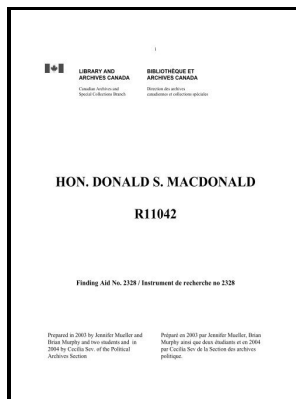 1
LIBRARY AND
ARCHIVES CANADA
Canadian Archives and
Special Collections Branch
BIBLIOTHÈQUE ET
ARCHIVES CANADA
Direction des archives
canadiennes et collections spéciales
HON. DONALD S. MACDONALD
R11042
Finding Aid No. 2328 / Instrument de recherche no 2328
Prepared in 2003 by Jennifer Mueller and
Brian Murphy and two students and in
2004 by Cecilia Sev. of the Political
Archives Section
Préparé en 2003 par Jennifer Mueller, Brian
Murphy ainsi que deux étudiants et en 2004
par Cecilia Sev de la Section des archives
politique.